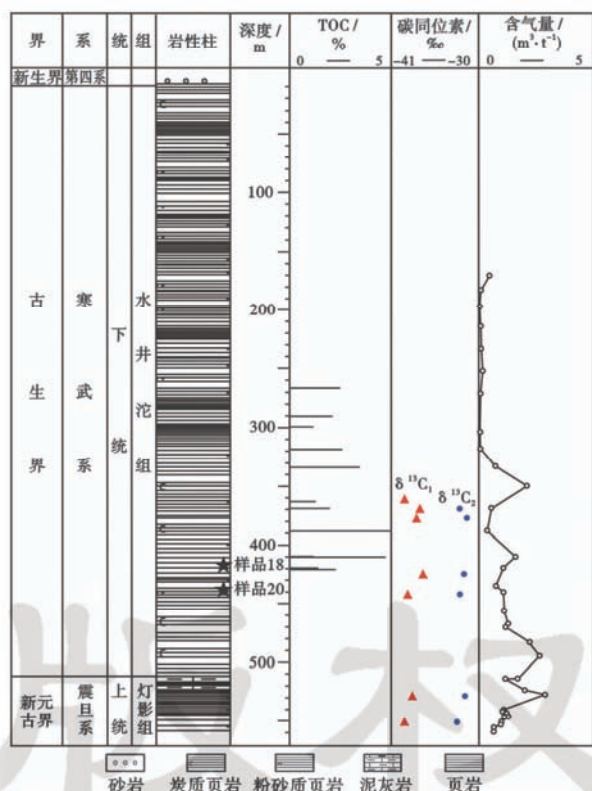 界 系 统 组 岩性柱 深度/m TOC/% 碳同位素/‰ 含气量/(m³·t⁻¹)
0 5 -41 -30 0 5
新生界 第四系
100
200
古生界 寒武系 下统 水井沱组
300
δ ¹³C₁ δ ¹³C₂
400
样品18
样品20
500
新元古界 震旦系 上统 灯影组
砂岩 炭质页岩 粉砂质页岩 泥灰岩 页岩
版权